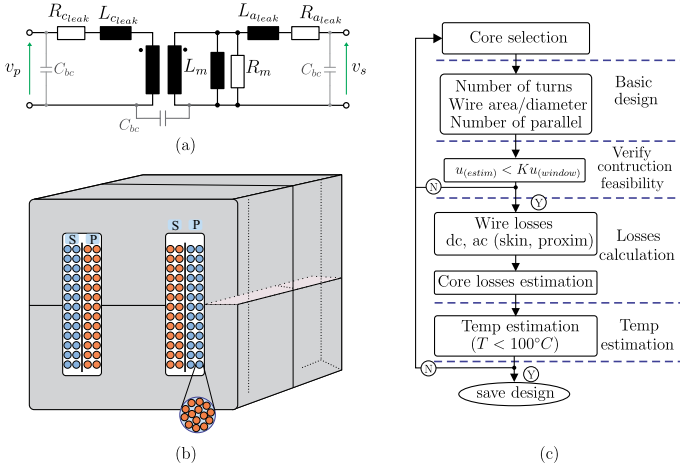 R_{c_{leak}} L_{c_{leak}} L_{a_{leak}} R_{a_{leak}}
v_p C_{bc} L_m R_m C_{bc} v_s
C_{bc}
(a)
S P S P
(b)
Core selection
Number of turns
Wire area/diameter
Number of parallel
Basic
design
u_{(estim)} < Ku_{(window)}
Verify
contruction
feasibility
N
Y
Wire losses
dc, ac (skin, proxim)
Losses
calculation
Core losses estimation
Temp estimation
(T < 100°C)
Temp
estimation
N
Y
save design
(c)